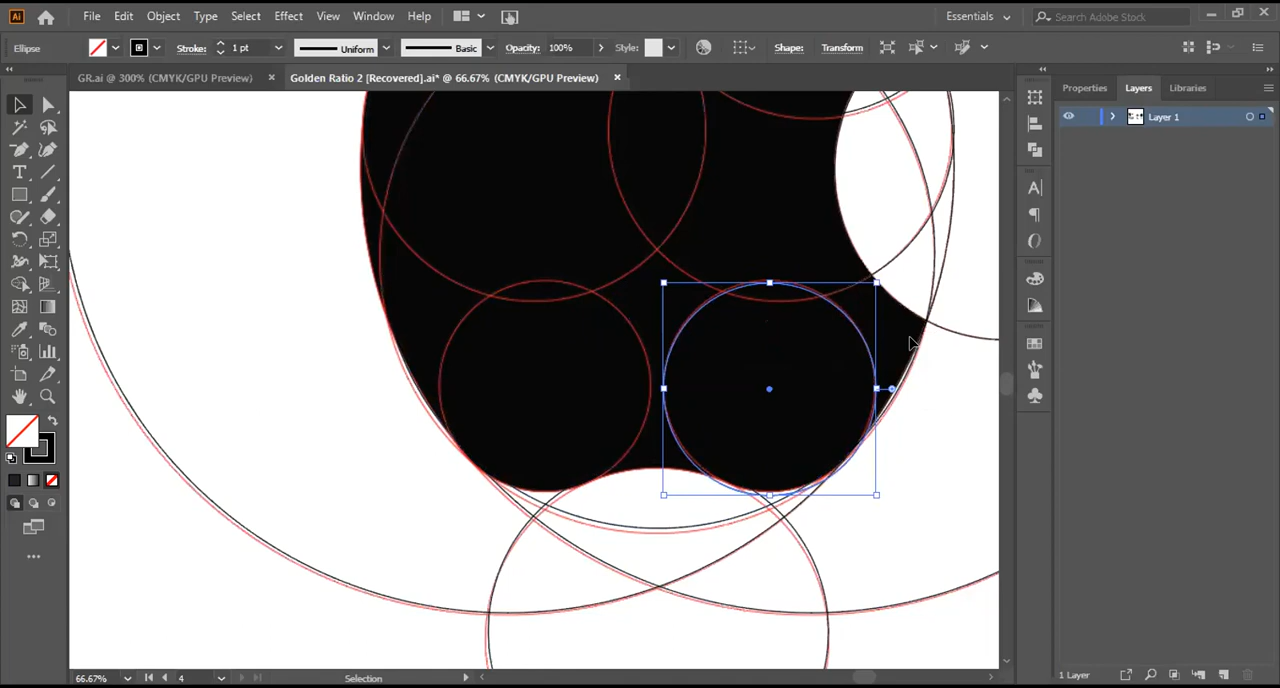 Ai File Edit Object Type Select Effect View Window Help Essentials Search Adobe Stock
Ellipse Stroke: 1 pt Uniform Basic Opacity: 100% Style: Shape: Transform
GR.ai @ 300% (CMYK/GPU Preview) × Golden Ratio 2 [Recovered].ai* @ 66.67% (CMYK/GPU Preview) ×
Properties Layers Libraries
Layer 1
1 Layer
66.67% 4 Selection